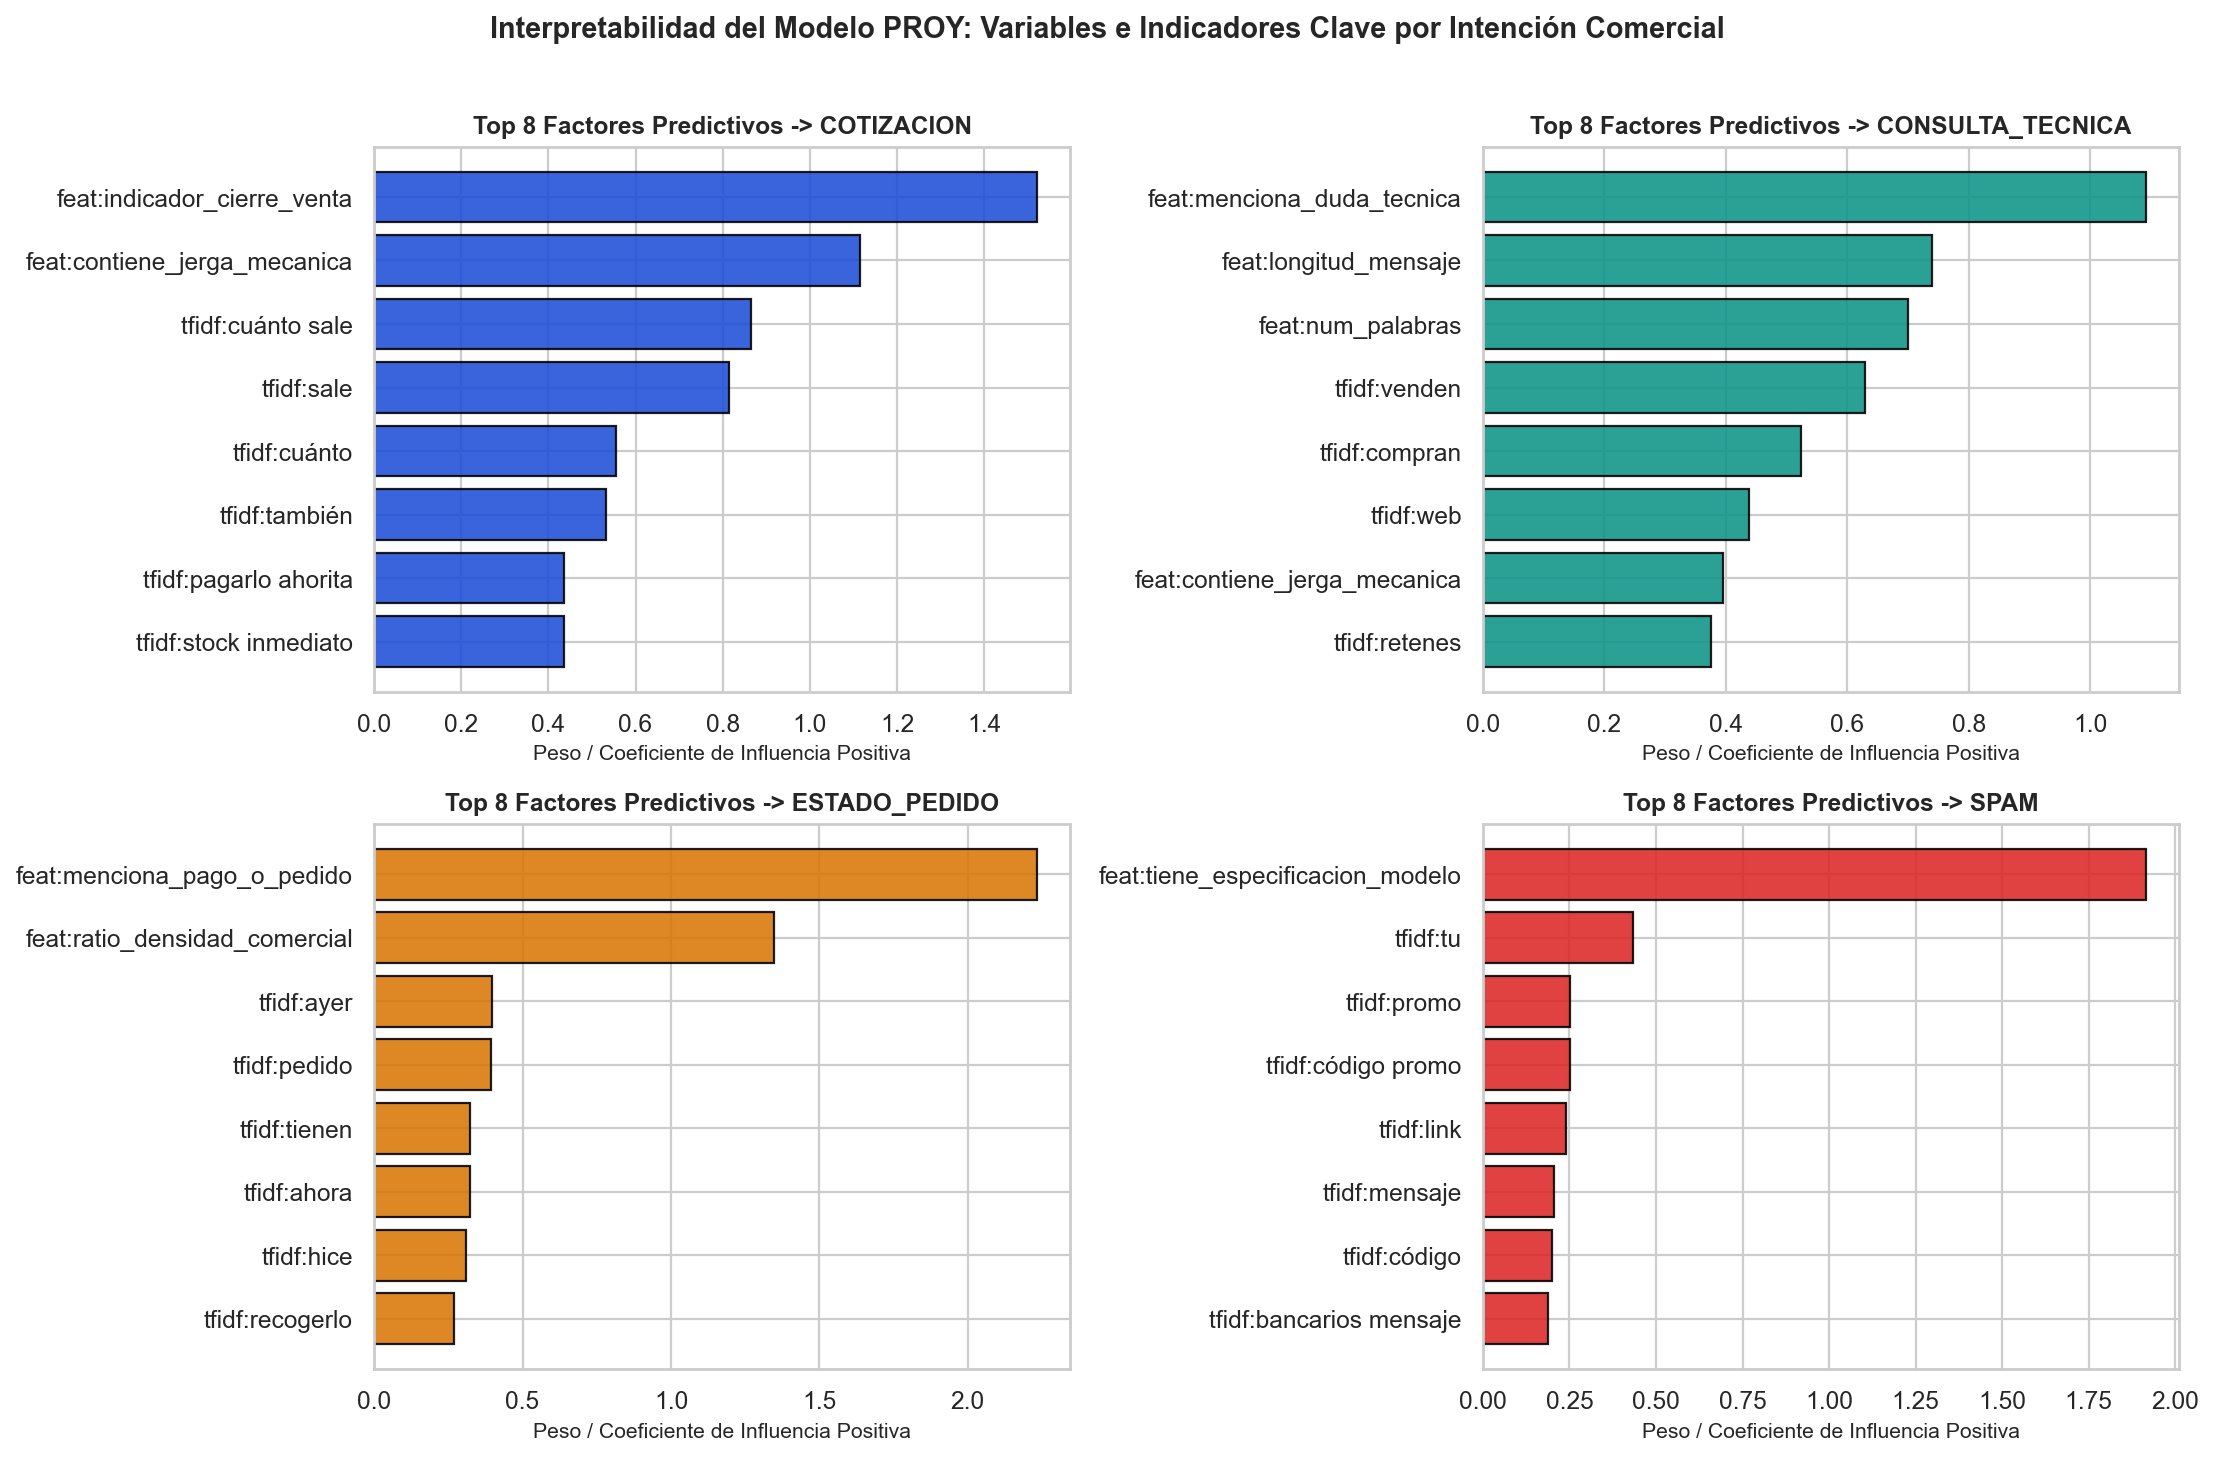 Interpretabilidad del Modelo PROY: Variables e Indicadores Clave por Intención Comercial
Top 8 Factores Predictivos -> COTIZACION
feat:indicador_cierre_venta
feat:contiene_jerga_mecanica
tfidf:cuánto sale
tfidf:sale
tfidf:cuánto
tfidf:también
tfidf:pagarlo ahorita
tfidf:stock inmediato
0.0 0.2 0.4 0.6 0.8 1.0 1.2 1.4
Peso / Coeficiente de Influencia Positiva
Top 8 Factores Predictivos -> CONSULTA_TECNICA
feat:menciona_duda_tecnica
feat:longitud_mensaje
feat:num_palabras
tfidf:venden
tfidf:compran
tfidf:web
feat:contiene_jerga_mecanica
tfidf:retenes
0.0 0.2 0.4 0.6 0.8 1.0
Peso / Coeficiente de Influencia Positiva
Top 8 Factores Predictivos -> ESTADO_PEDIDO
feat:menciona_pago_o_pedido
feat:ratio_densidad_comercial
tfidf:ayer
tfidf:pedido
tfidf:tienen
tfidf:ahora
tfidf:hice
tfidf:recogerlo
0.0 0.5 1.0 1.5 2.0
Peso / Coeficiente de Influencia Positiva
Top 8 Factores Predictivos -> SPAM
feat:tiene_especificacion_modelo
tfidf:tu
tfidf:promo
tfidf:código promo
tfidf:link
tfidf:mensaje
tfidf:código
tfidf:bancarios mensaje
0.00 0.25 0.50 0.75 1.00 1.25 1.50 1.75 2.00
Peso / Coeficiente de Influencia Positiva